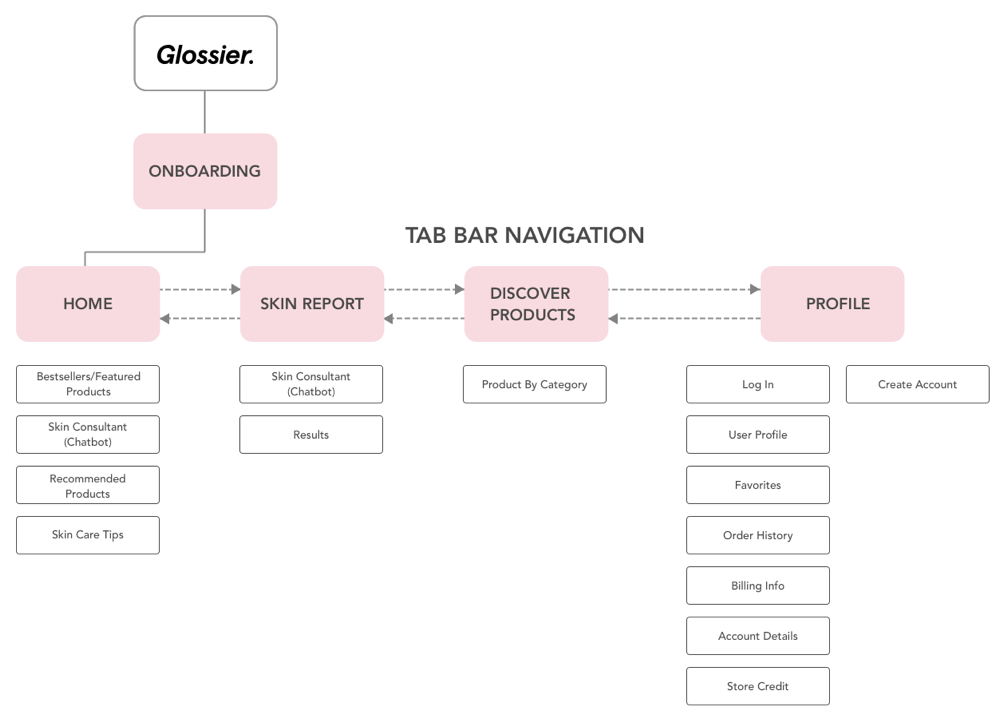 Glossier.
ONBOARDING
TAB BAR NAVIGATION
HOME
SKIN REPORT
DISCOVER
PRODUCTS
PROFILE
Bestsellers/Featured
Products
Skin Consultant
(Chatbot)
Recommended
Products
Skin Care Tips
Skin Consultant
(Chatbot)
Results
Product By Category
Log In
Create Account
User Profile
Favorites
Order History
Billing Info
Account Details
Store Credit